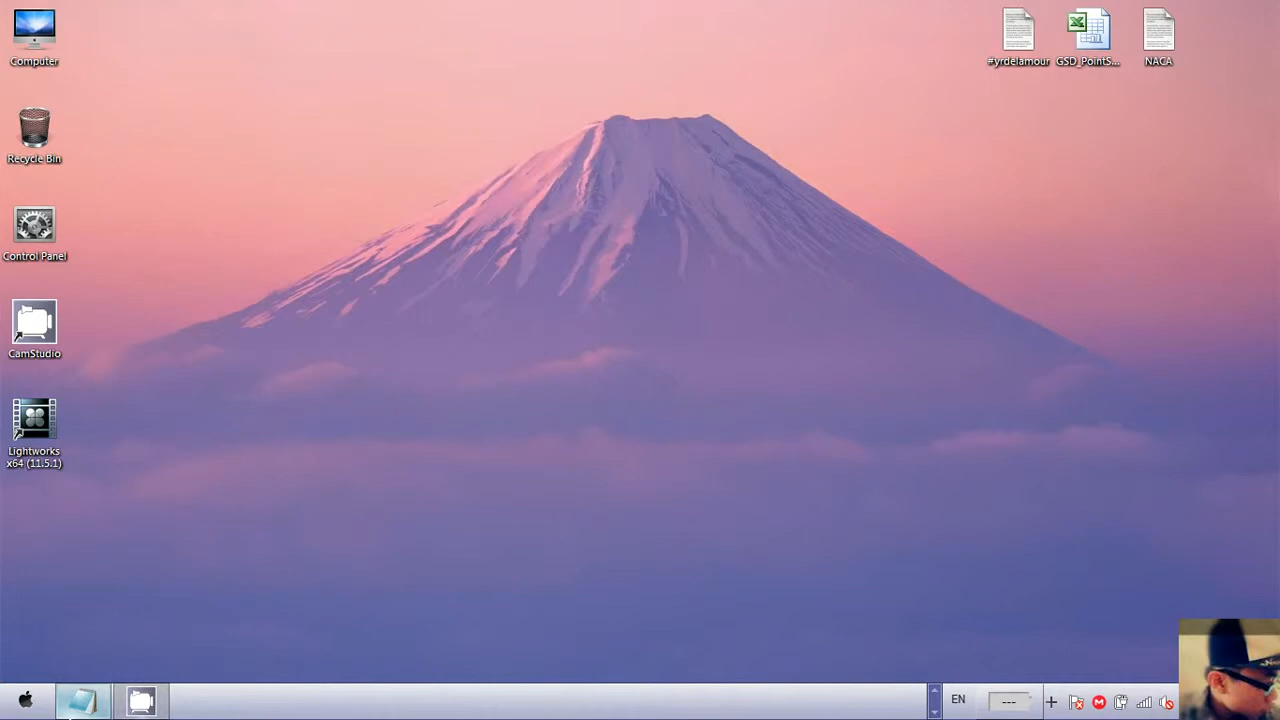 Computer
Recycle Bin
Control Panel
CamStudio
Lightworks
x64 (11.5.1)
#yrdelamour
GSD_PointS...
NACA
EN
---